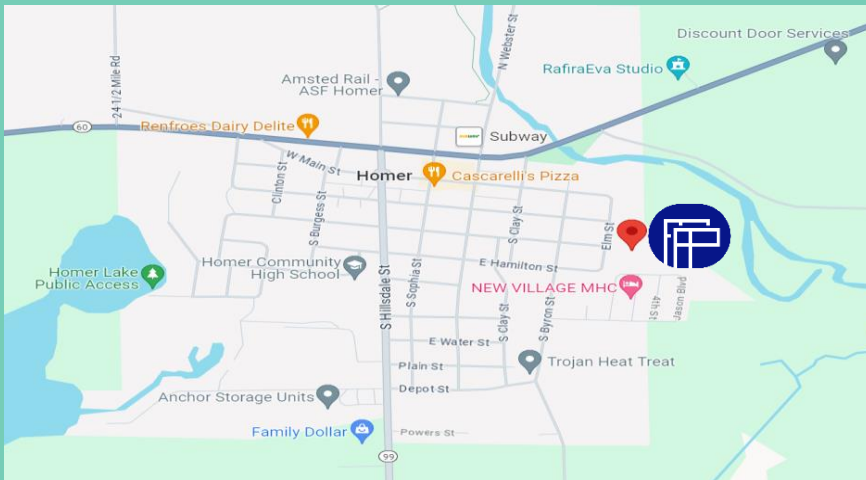 Discount Door Services
24-1/2 Mile Rd
N Webster St
RafiraEva Studio
Amsted Rail -
ASF Homer
60
Renfroes Dairy Delite
SUBWAY
Subway
W Main St
Homer
Cascarelli's Pizza
Clinton St
S Burgess St
S Clay St
Elm St
Homer Community
High School
E Hamilton St
Homer Lake
Public Access
S Hillsdale St
S Sophia St
NEW VILLAGE MHC
4th St
Jason Blvd
S Clay St
S Byron St
E Water St
Plain St
Trojan Heat Treat
Depot St
Anchor Storage Units
Family Dollar
Powers St
99